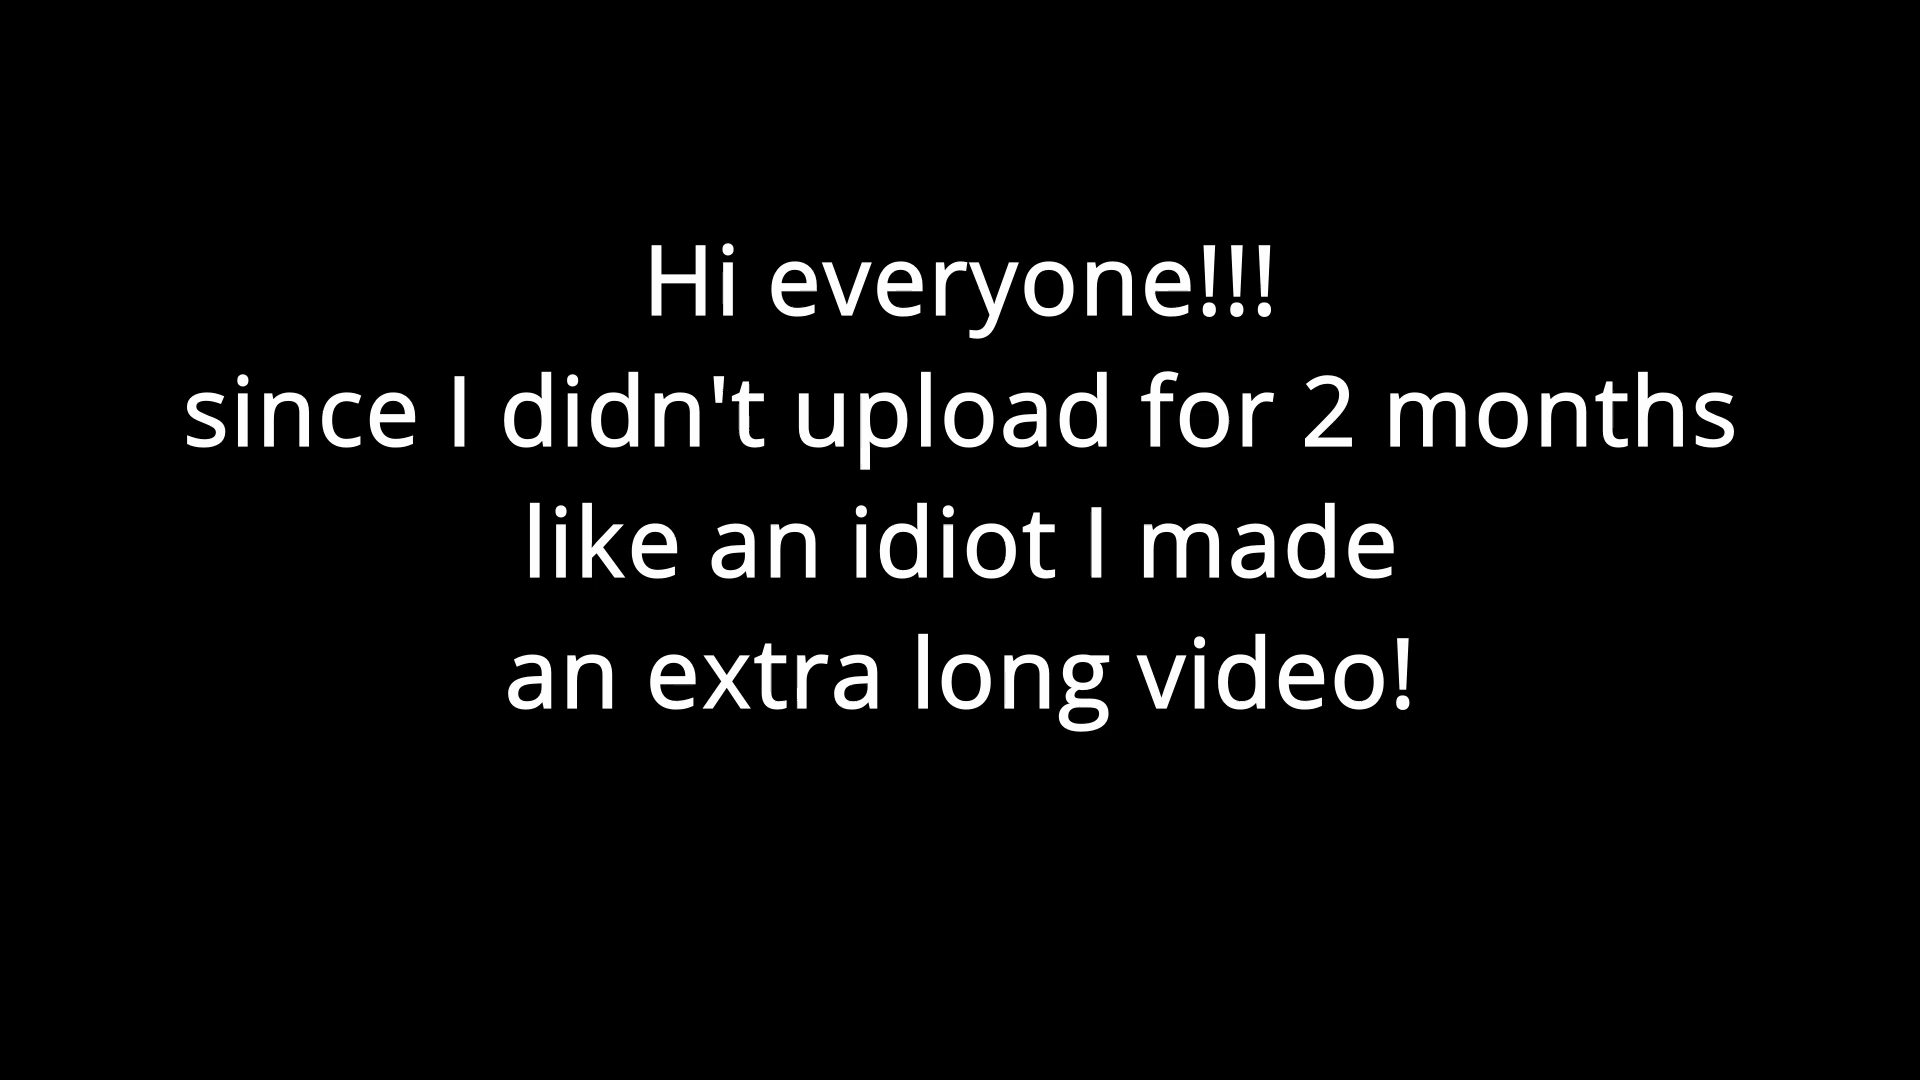 Hi everyone!!!
since I didn't upload for 2 months
like an idiot I made
an extra long video!